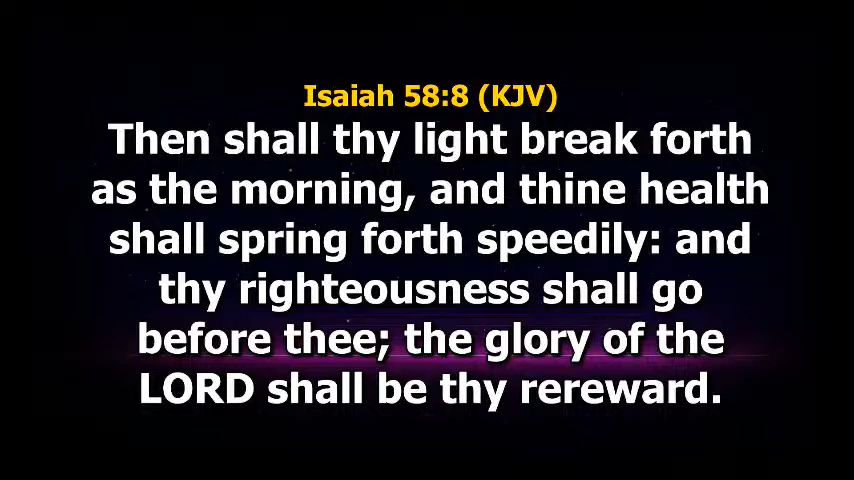 Isaiah 58:8 (KJV)
Then shall thy light break forth
as the morning, and thine health
shall spring forth speedily: and
thy righteousness shall go
before thee; the glory of the
LORD shall be thy rereward.